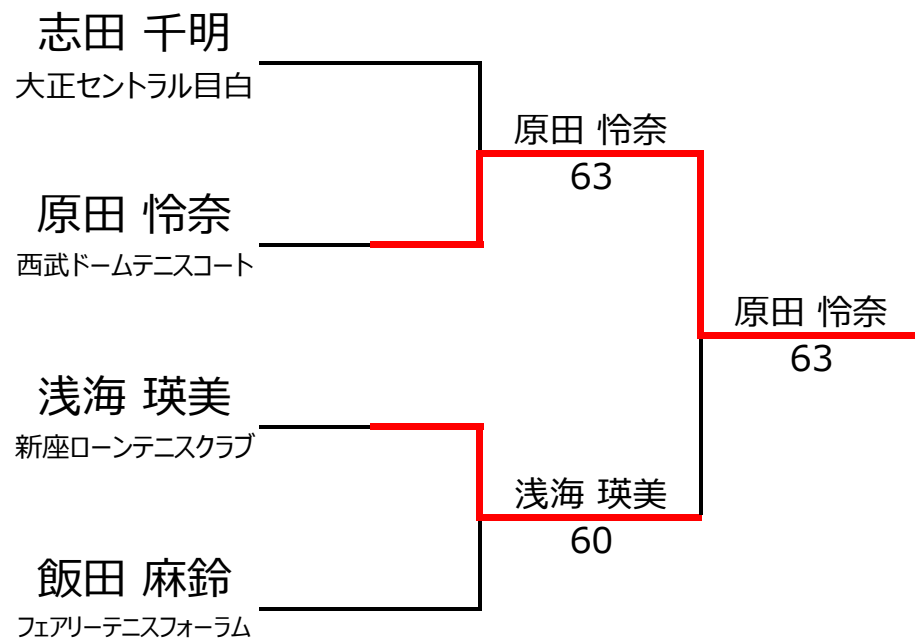 志田 千明
大正セントラル目白
原田 怜奈
63
原田 怜奈
西武ドームテニスコート
原田 怜奈
63
浅海 瑛美
新座ローンテニスクラブ
浅海 瑛美
60
飯田 麻鈴
フェアリーテニスフォーラム